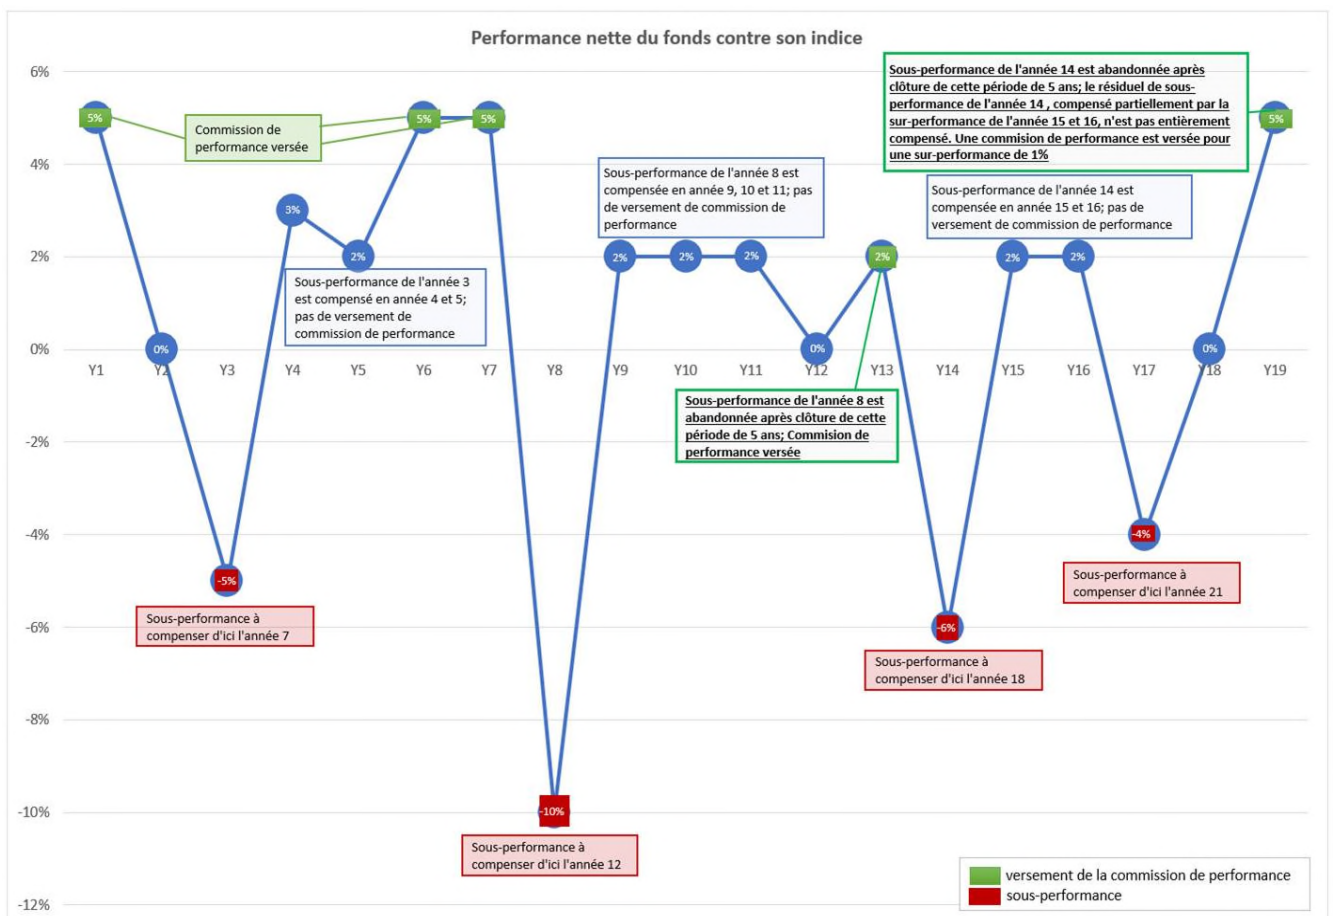 Performance nette du fonds contre son indice
6%
4%
2%
0%
-2%
-4%
-6%
-8%
-10%
-12%
5%
0%
-5%
3%
2%
5%
5%
-10%
2%
2%
2%
0%
2%
-6%
2%
2%
-4%
0%
5%
Y1
Y2
Y3
Y4
Y5
Y6
Y7
Y8
Y9
Y10
Y11
Y12
Y13
Y14
Y15
Y16
Y17
Y18
Y19
Commission de
performance versée
Sous-performance de l'année 3
est compensé en année 4 et 5;
pas de versement de
commission de performance
Sous-performance à
compenser d'ici l'année 7
Sous-performance à
compenser d'ici l'année 12
Sous-performance de l'année 8 est
compensée en année 9, 10 et 11; pas
de versement de commission de
performance
Sous-performance de l'année 8 est
abandonnée après clôture de cette
période de 5 ans; Commision de
performance versée
Sous-performance de l'année 14 est abandonnée après
clôture de cette période de 5 ans; le résiduel de sous-
performance de l'année 14 , compensé partiellement par la
sur-performance de l'année 15 et 16, n'est pas entièrement
compensé. Une commision de performance est versée pour
une sur-performance de 1%
Sous-performance de l'année 14 est
compensée en année 15 et 16; pas de
versement de commission de performance
Sous-performance à
compenser d'ici l'année 18
Sous-performance à
compenser d'ici l'année 21
versement de la commission de performance
sous-performance